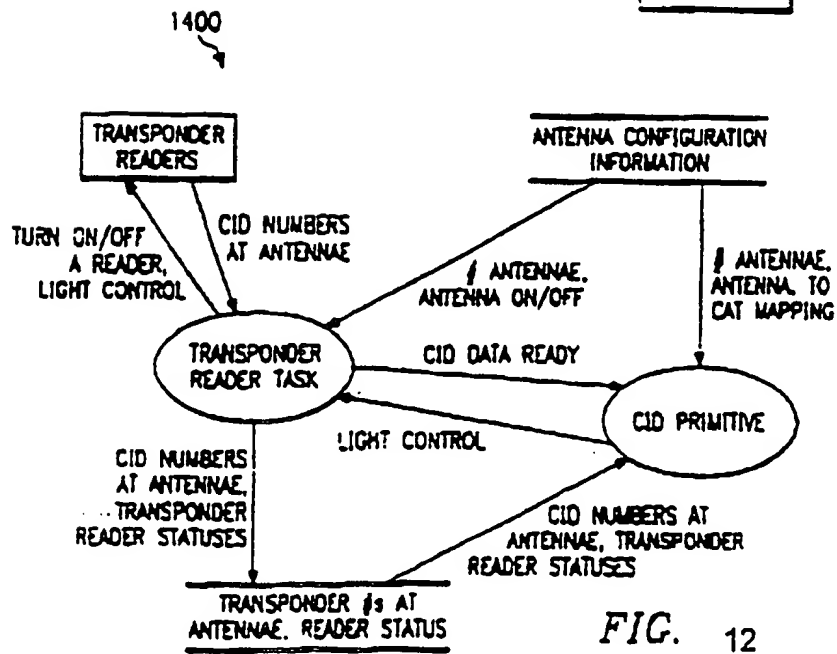 1400
TRANSPONDER
READERS
ANTENNA CONFIGURATION
INFORMATION
TURN ON/OFF
A READER,
LIGHT CONTROL
CID NUMBERS
AT ANTENNAE
# ANTENNAE,
ANTENNA ON/OFF
# ANTENNAE,
ANTENNA, TO
CAT MAPPING
TRANSPONDER
READER TASK
CID DATA READY
CID PRIMITIVE
LIGHT CONTROL
CID NUMBERS
AT ANTENNAE,
TRANSPONDER
READER STATUSES
CID NUMBERS AT
ANTENNAE, TRANSPONDER
READER STATUSES
TRANSPONDER #s AT
ANTENNAE, READER STATUS
FIG. 12